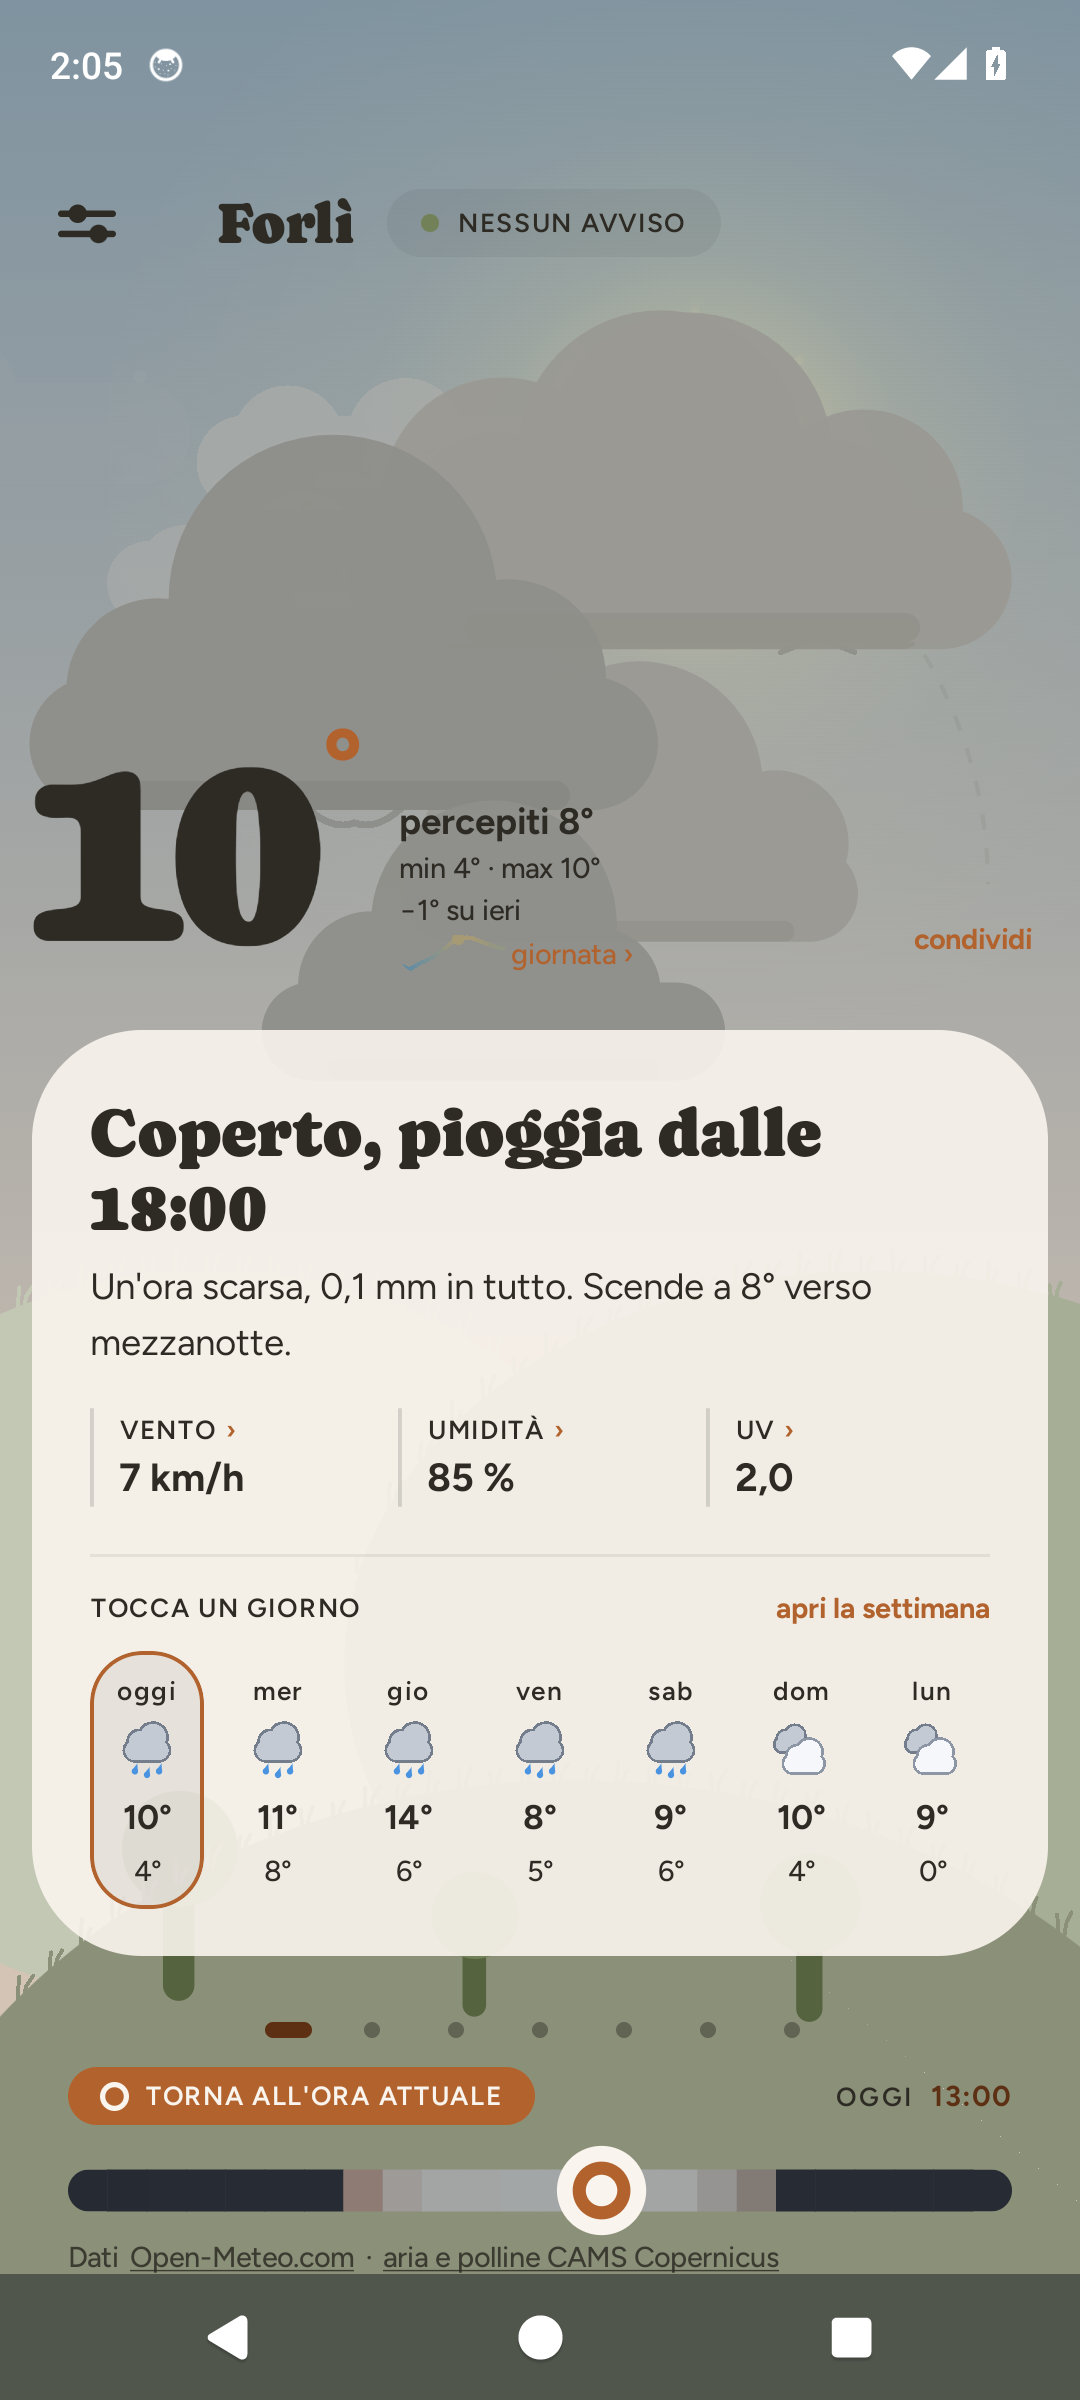 2:05
Forlì
NESSUN AVVISO
10°
percepiti 8°
min 4° · max 10°
−1° su ieri
giornata ›
condividi
Coperto, pioggia dalle
18:00
Un'ora scarsa, 0,1 mm in tutto. Scende a 8° verso
mezzanotte.
VENTO › UMIDITÀ › UV ›
7 km/h 85 % 2,0
TOCCA UN GIORNO apri la settimana
oggi mer gio ven sab dom lun
10° 11° 14° 8° 9° 10° 9°
4° 8° 6° 5° 6° 4° 0°
TORNA ALL'ORA ATTUALE OGGI 13:00
Dati Open-Meteo.com · aria e polline CAMS Copernicus